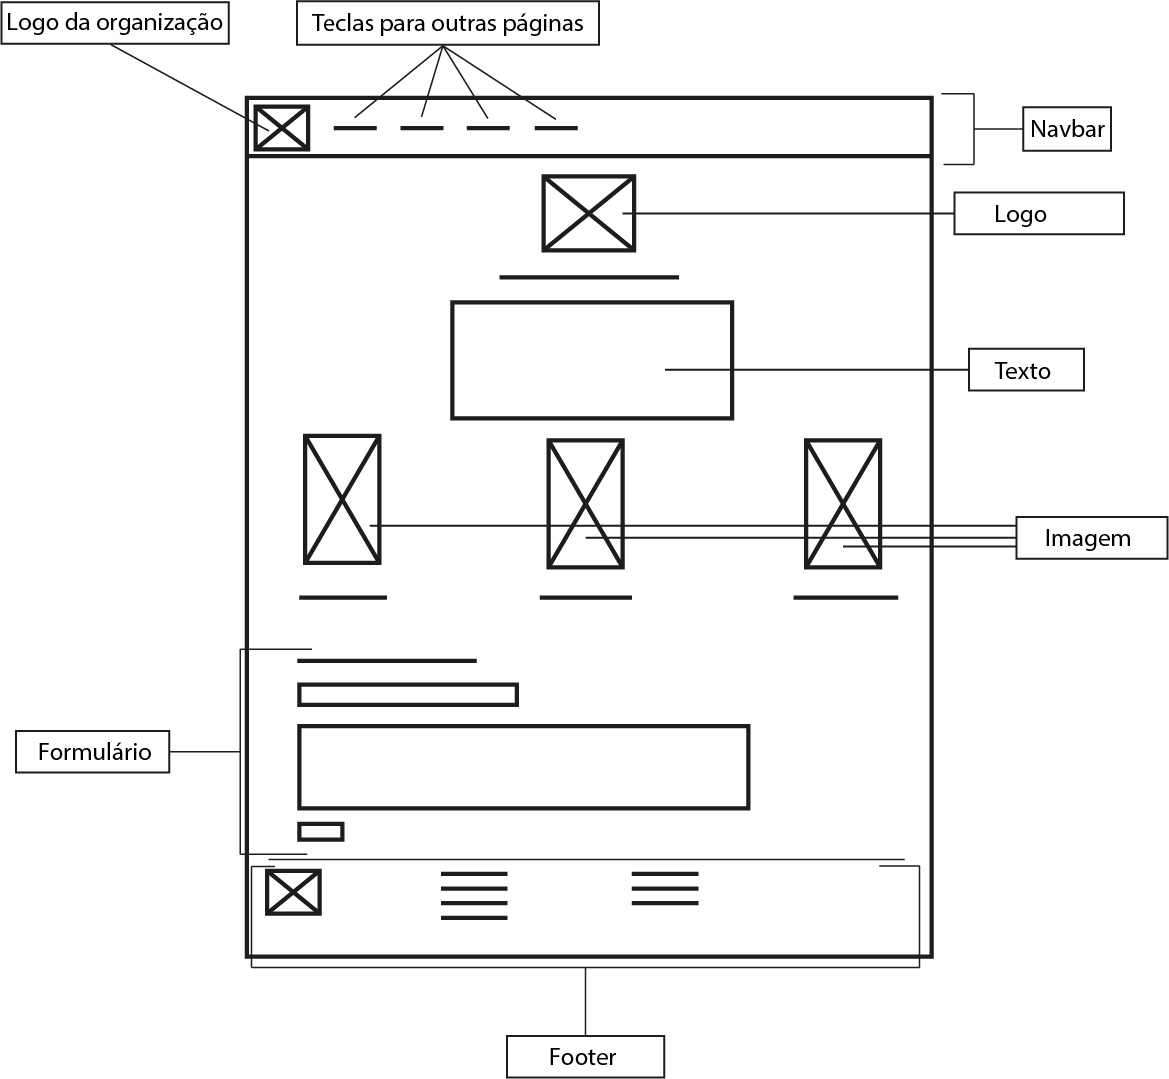 Logo da organização
Teclas para outras páginas
Navbar
Logo
Texto
Imagem
Formulário
Footer